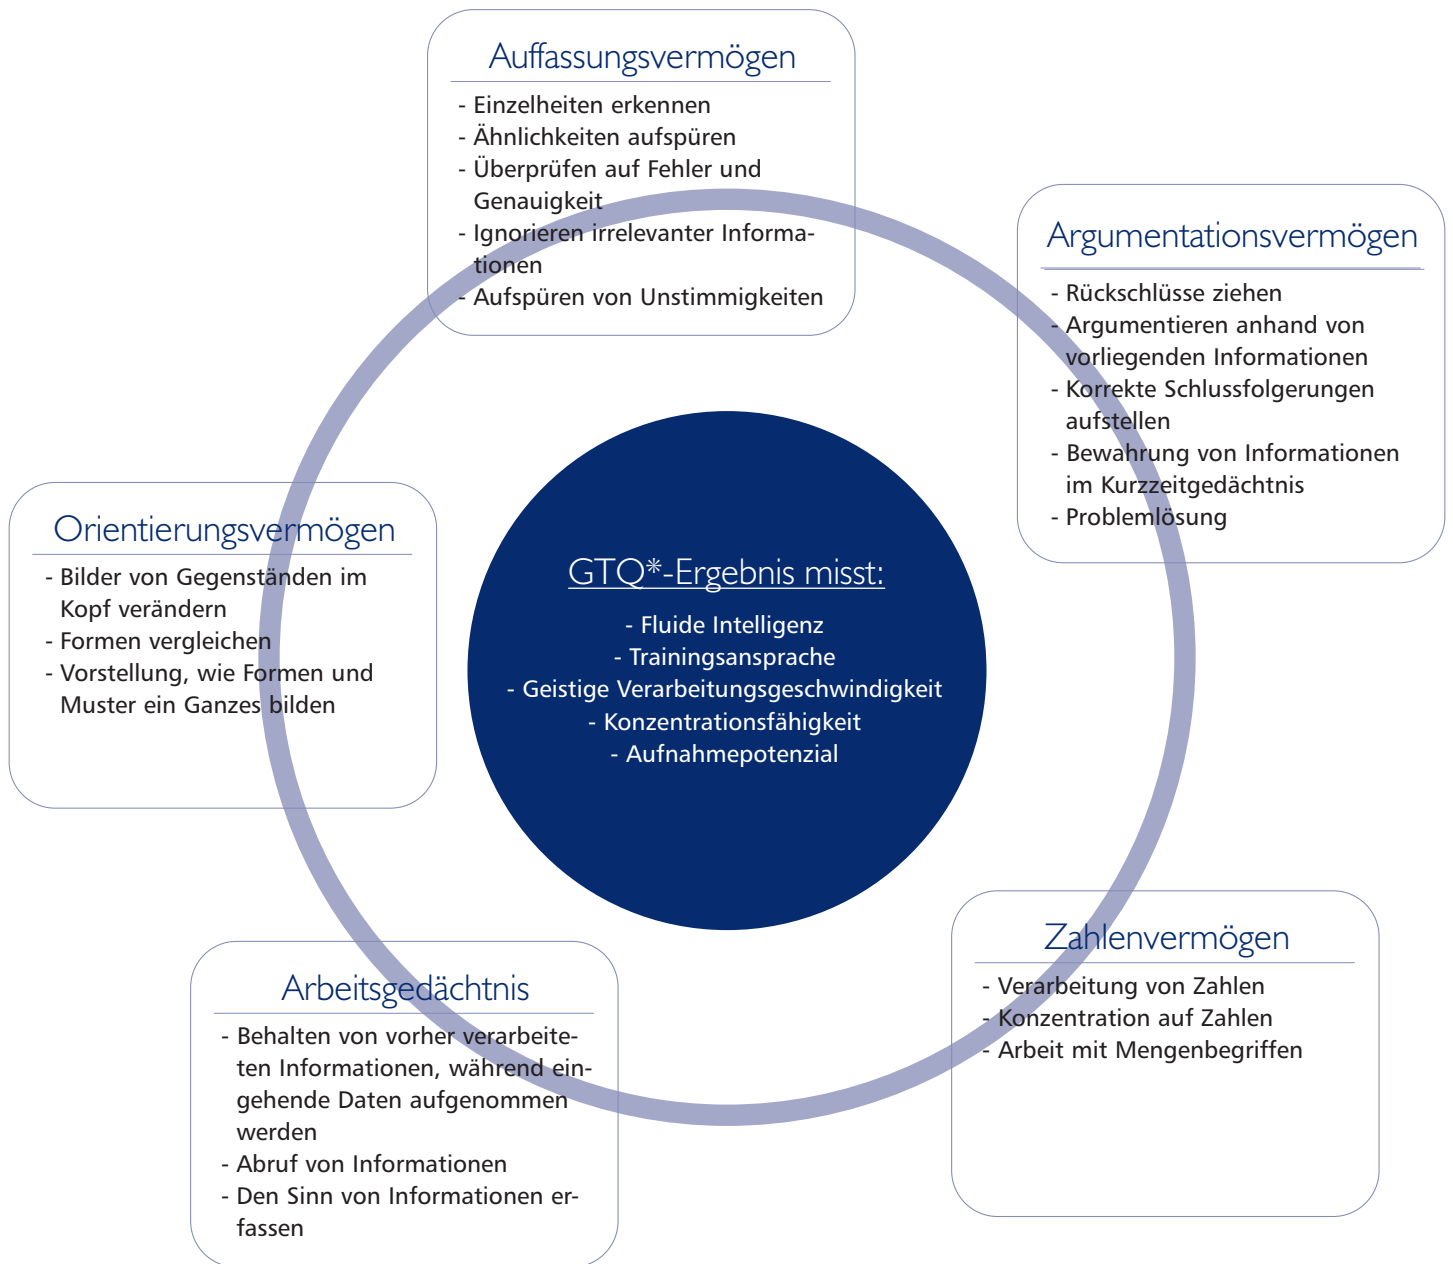 Auffassungsvermögen
- Einzelheiten erkennen
- Ähnlichkeiten aufspüren
- Überprüfen auf Fehler und
Genauigkeit
- Ignorieren irrelevanter Informa-
tionen
- Aufspüren von Unstimmigkeiten
Argumentationsvermögen
- Rückschlüsse ziehen
- Argumentieren anhand von
vorliegenden Informationen
- Korrekte Schlussfolgerungen
aufstellen
- Bewahrung von Informationen
im Kurzzeitgedächtnis
- Problemlösung
Orientierungsvermögen
- Bilder von Gegenständen im
Kopf verändern
- Formen vergleichen
- Vorstellung, wie Formen und
Muster ein Ganzes bilden
GTQ*-Ergebnis misst:
- Fluide Intelligenz
- Trainingsansprache
- Geistige Verarbeitungsgeschwindigkeit
- Konzentrationsfähigkeit
- Aufnahmepotenzial
Zahlenvermögen
- Verarbeitung von Zahlen
- Konzentration auf Zahlen
- Arbeit mit Mengenbegriffen
Arbeitsgedächtnis
- Behalten von vorher verarbeite-
ten Informationen, während ein-
gehende Daten aufgenommen
werden
- Abruf von Informationen
- Den Sinn von Informationen er-
fassen